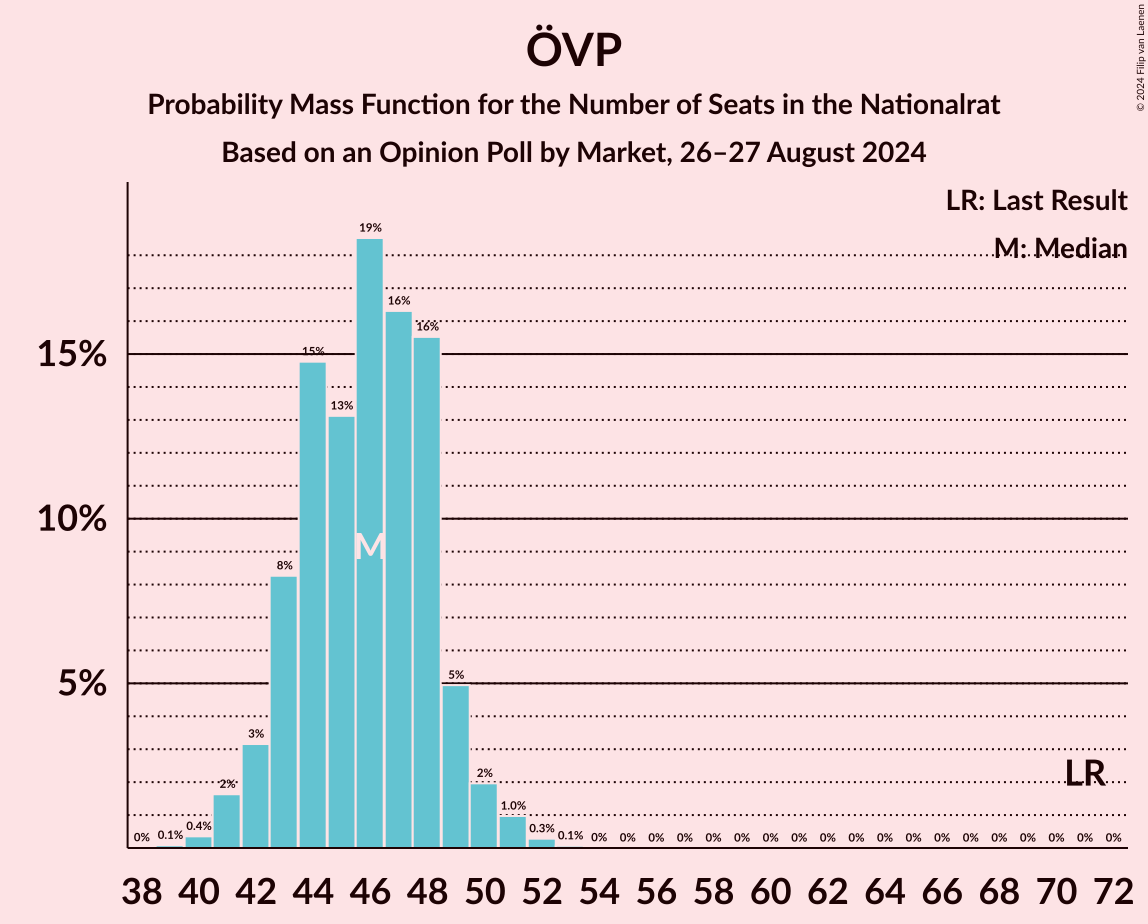 ÖVP
Probability Mass Function for the Number of Seats in the Nationalrat
Based on an Opinion Poll by Market, 26–27 August 2024
© 2024 Filip van Laenen
LR: Last Result
M: Median
15%
10%
5%
0% 0.1% 0.4% 2% 3% 8% 15% 13% 19% 16% 16% 5% 2% 1.0% 0.3% 0.1% 0% 0% 0% 0% 0% 0% 0% 0% 0% 0% 0% 0% 0% 0% 0% 0% 0% 0% 0%
M
LR
38 40 42 44 46 48 50 52 54 56 58 60 62 64 66 68 70 72